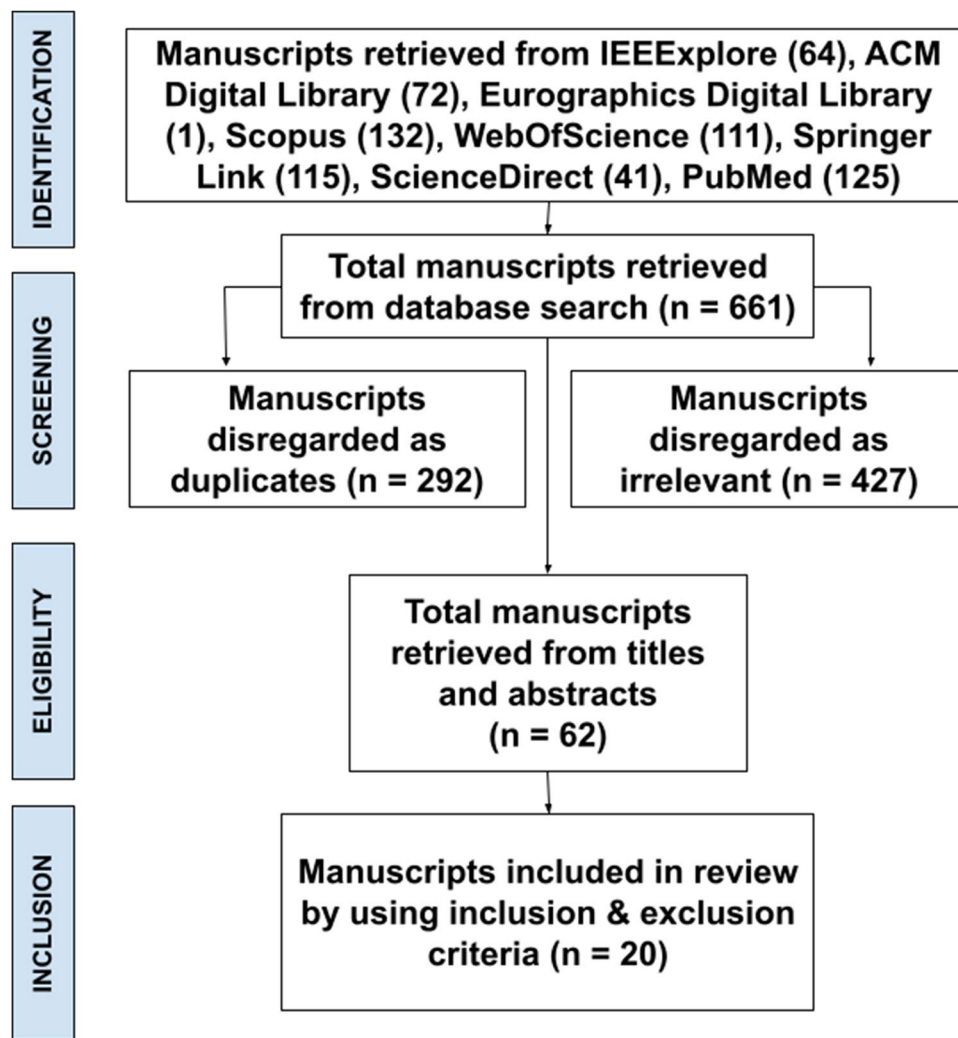 IDENTIFICATION
Manuscripts retrieved from IEEExplore (64), ACM
Digital Library (72), Eurographics Digital Library
(1), Scopus (132), WebOfScience (111), Springer
Link (115), ScienceDirect (41), PubMed (125)
SCREENING
Total manuscripts retrieved
from database search (n = 661)
Manuscripts
disregarded as
duplicates (n = 292)
Manuscripts
disregarded as
irrelevant (n = 427)
ELIGIBILITY
Total manuscripts
retrieved from titles
and abstracts
(n = 62)
INCLUSION
Manuscripts included in review
by using inclusion & exclusion
criteria (n = 20)